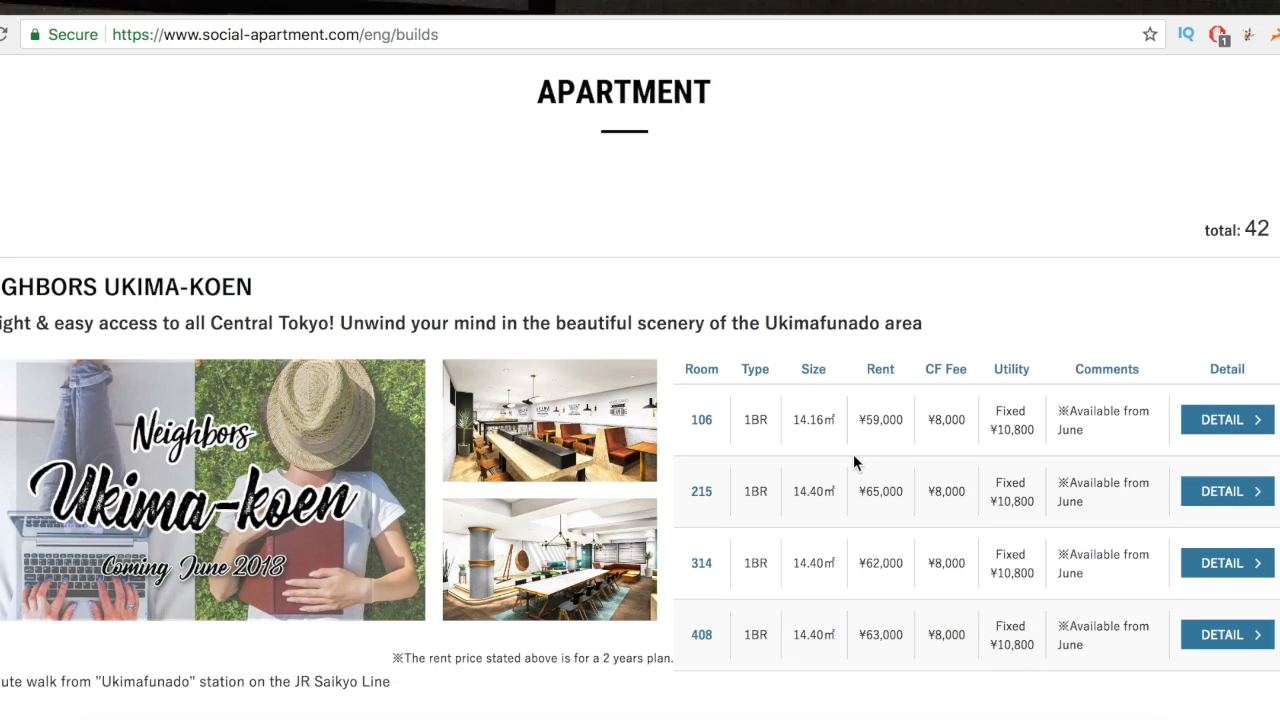 Secure https://www.social-apartment.com/eng/builds
IQ
1
APARTMENT
total: 42
GHBORS UKIMA-KOEN
ight & easy access to all Central Tokyo! Unwind your mind in the beautiful scenery of the Ukimafunado area
Neighbors
Ukima-koen
Coming June 2018
Room Type Size Rent CF Fee Utility Comments Detail
106 1BR 14.16㎡ ¥59,000 ¥8,000 Fixed ¥10,800 ※Available from June DETAIL >
215 1BR 14.40㎡ ¥65,000 ¥8,000 Fixed ¥10,800 ※Available from June DETAIL >
314 1BR 14.40㎡ ¥62,000 ¥8,000 Fixed ¥10,800 ※Available from June DETAIL >
408 1BR 14.40㎡ ¥63,000 ¥8,000 Fixed ¥10,800 ※Available from June DETAIL >
※The rent price stated above is for a 2 years plan.
ute walk from "Ukimafunado" station on the JR Saikyo Line